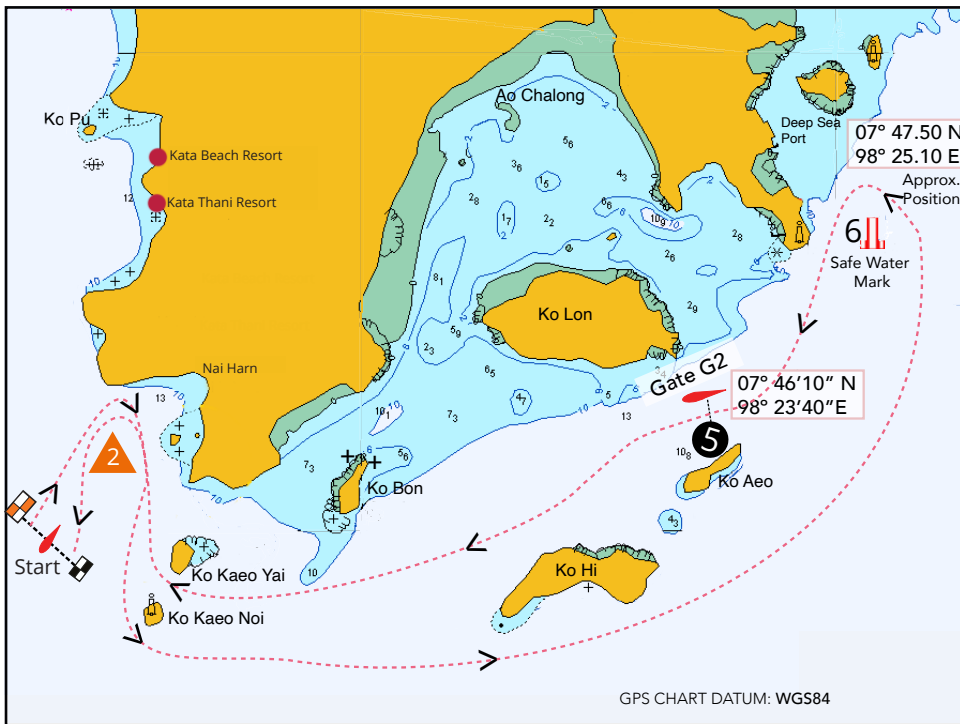 Ao Chalong
Ko Pu
Deep Sea
Port
07° 47.50 N
98° 25.10 E
Kata Beach Resort
Approx.
Position
Kata Thani Resort
6
Safe Water
Mark
Ko Lon
Nai Harn
Gate G2
07° 46'10" N
98° 23'40"E
5
2
Ko Bon
Ko Aeo
Start
Ko Kaeo Yai
Ko Hi
Ko Kaeo Noi
GPS CHART DATUM: WGS84